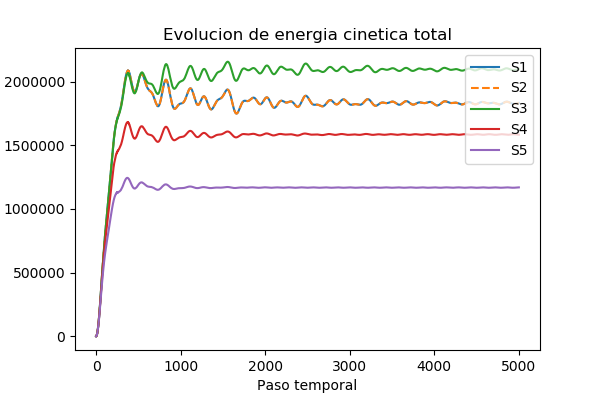 Evolucion de energia cinetica total
2000000
1500000
1000000
500000
0
S1
S2
S3
S4
S5
0 1000 2000 3000 4000 5000
Paso temporal